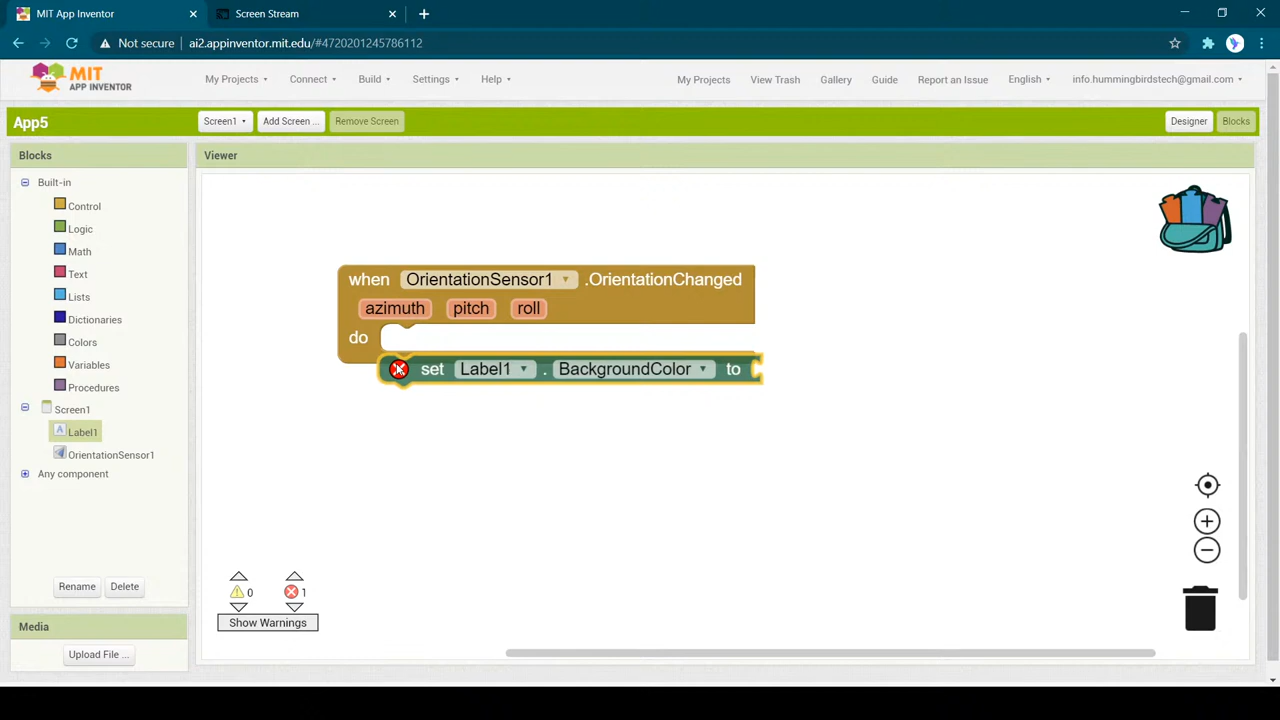 MIT App Inventor
Screen Stream
Not secure
ai2.appinventor.mit.edu/#4720201245786112
MIT
APP INVENTOR
My Projects
Connect
Build
Settings
Help
My Projects
View Trash
Gallery
Guide
Report an Issue
English
info.hummingbirdstech@gmail.com
App5
Screen1
Add Screen ...
Remove Screen
Designer
Blocks
Blocks
Viewer
Built-in
Control
Logic
Math
Text
Lists
Dictionaries
Colors
Variables
Procedures
Screen1
Label1
OrientationSensor1
Any component
Rename
Delete
Media
Upload File ...
when OrientationSensor1 .OrientationChanged
azimuth pitch roll
do
set Label1 . BackgroundColor to
0
1
Show Warnings